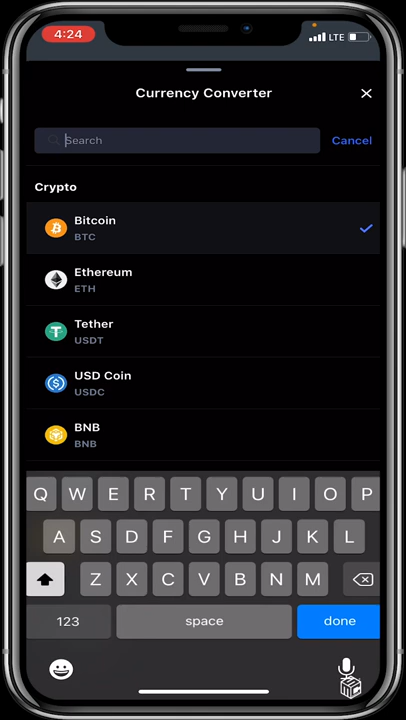 4:24
LTE
Currency Converter
Search
Cancel
Crypto
Bitcoin
BTC
Ethereum
ETH
Tether
USDT
USD Coin
USDC
BNB
BNB
Q W E R T Y U I O P
A S D F G H J K L
Z X C V B N M
123 space done